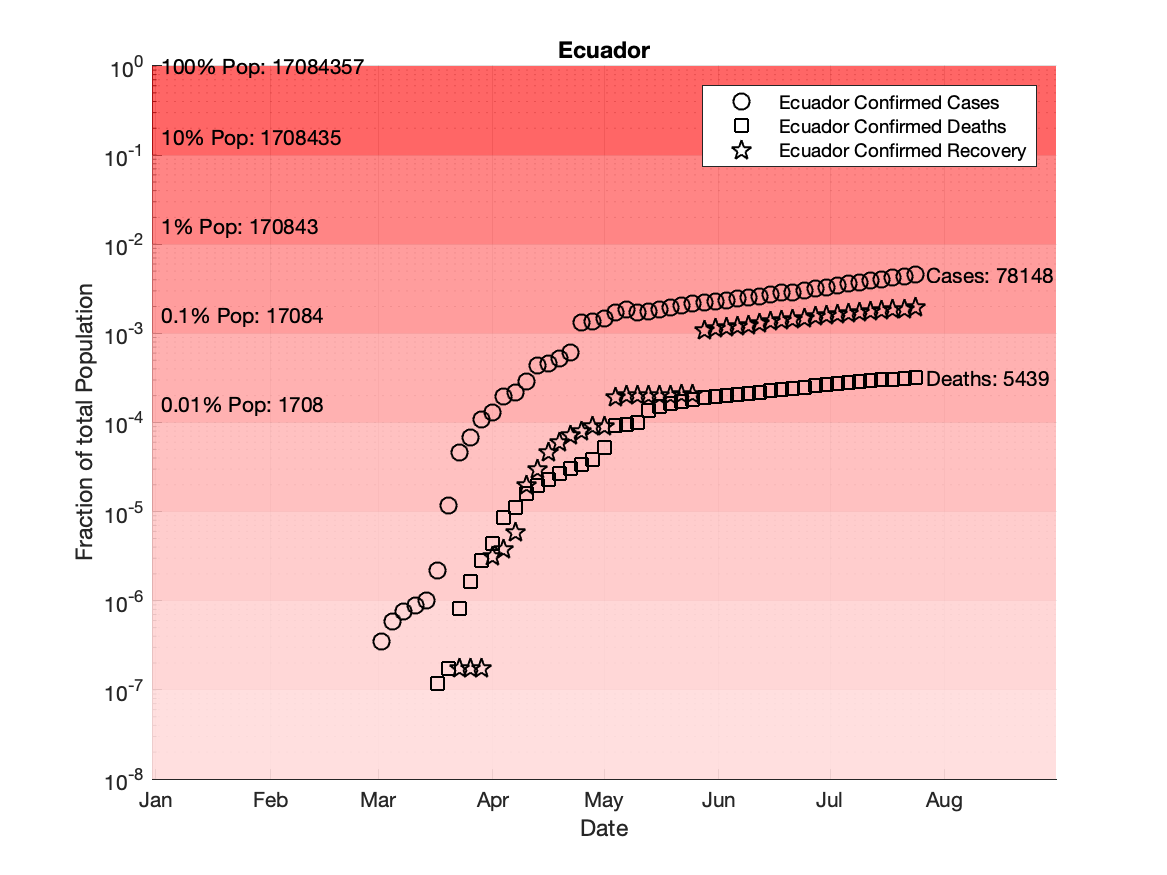 Ecuador
10^0
10^-1
10^-2
10^-3
10^-4
10^-5
10^-6
10^-7
10^-8
Fraction of total Population
100% Pop: 17084357
10% Pop: 1708435
1% Pop: 170843
0.1% Pop: 17084
0.01% Pop: 1708
Ecuador Confirmed Cases
Ecuador Confirmed Deaths
Ecuador Confirmed Recovery
Cases: 78148
Deaths: 5439
Jan Feb Mar Apr May Jun Jul Aug
Date